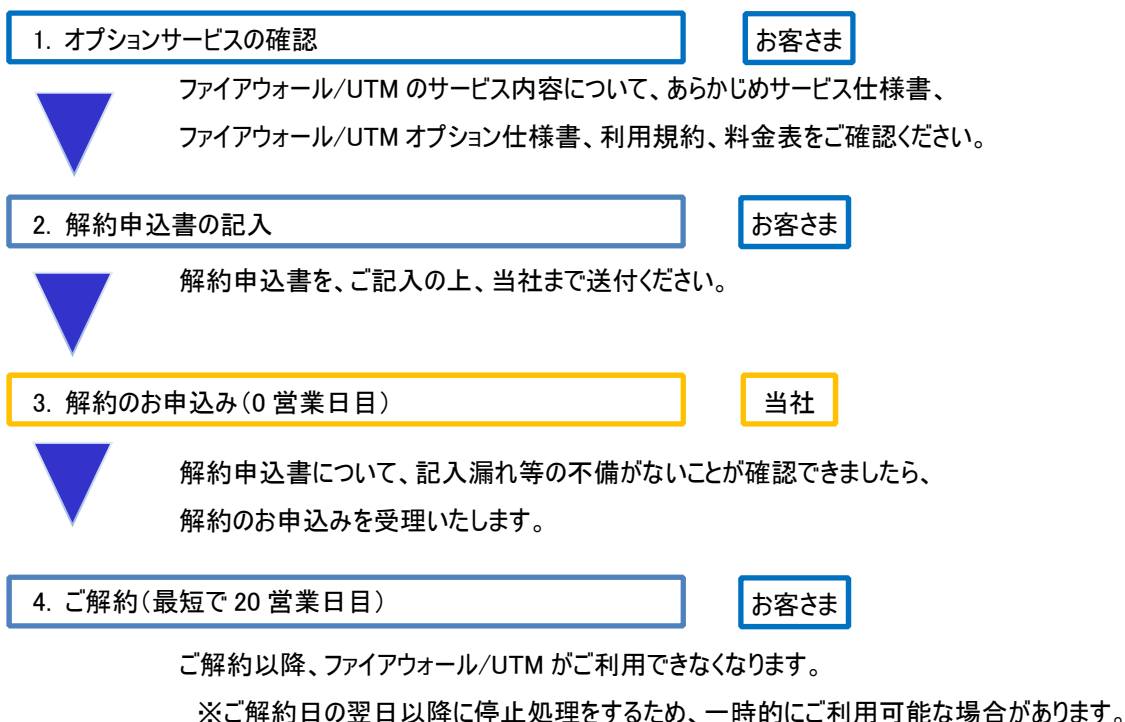 1. オプションサービスの確認
お客さま
ファイアウォール/UTM のサービス内容について、あらかじめサービス仕様書、
ファイアウォール/UTM オプション仕様書、利用規約、料金表をご確認ください。
2. 解約申込書の記入
お客さま
解約申込書を、ご記入の上、当社まで送付ください。
3. 解約のお申込み（0 営業日目）
当社
解約申込書について、記入漏れ等の不備がないことが確認できましたら、
解約のお申込みを受理いたします。
4. ご解約（最短で 20 営業日目）
お客さま
ご解約以降、ファイアウォール/UTM がご利用できなくなります。
※ご解約日の翌日以降に停止処理をするため、一時的にご利用可能な場合があります。